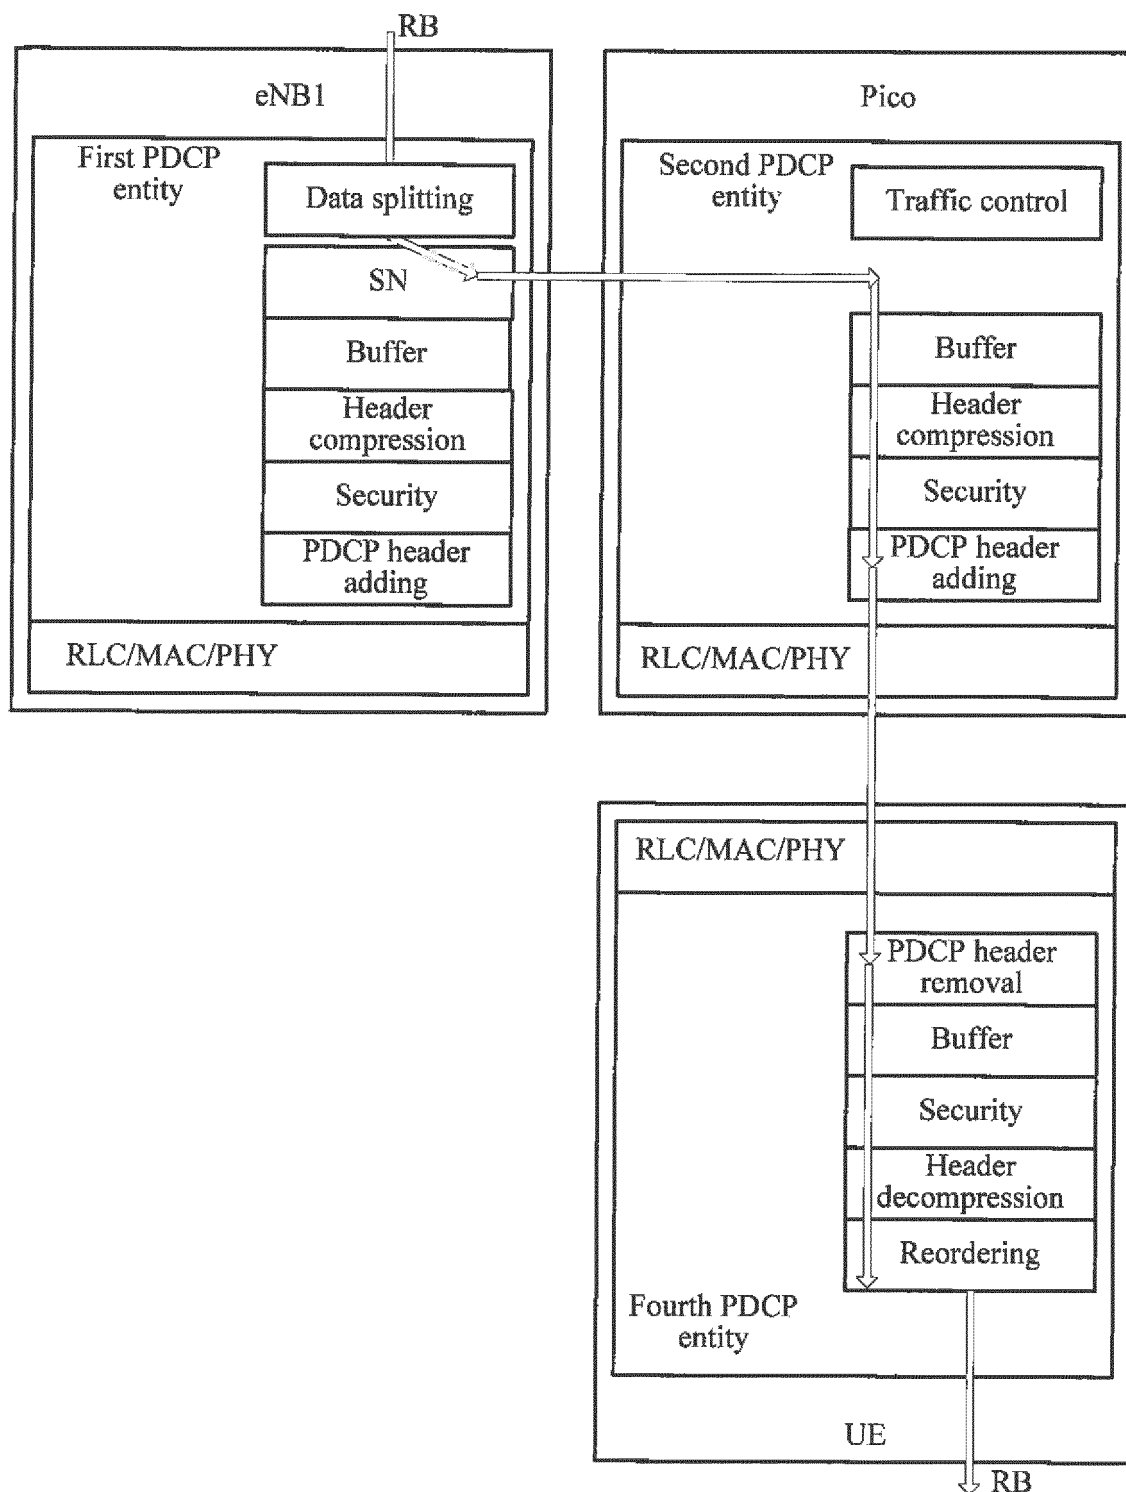 RB
eNB1
First PDCP
entity
Data splitting
SN
Buffer
Header
compression
Security
PDCP header
adding
RLC/MAC/PHY
Pico
Second PDCP
entity
Traffic control
Buffer
Header
compression
Security
PDCP header
adding
RLC/MAC/PHY
RLC/MAC/PHY
PDCP header
removal
Buffer
Security
Header
decompression
Reordering
Fourth PDCP
entity
UE
RB